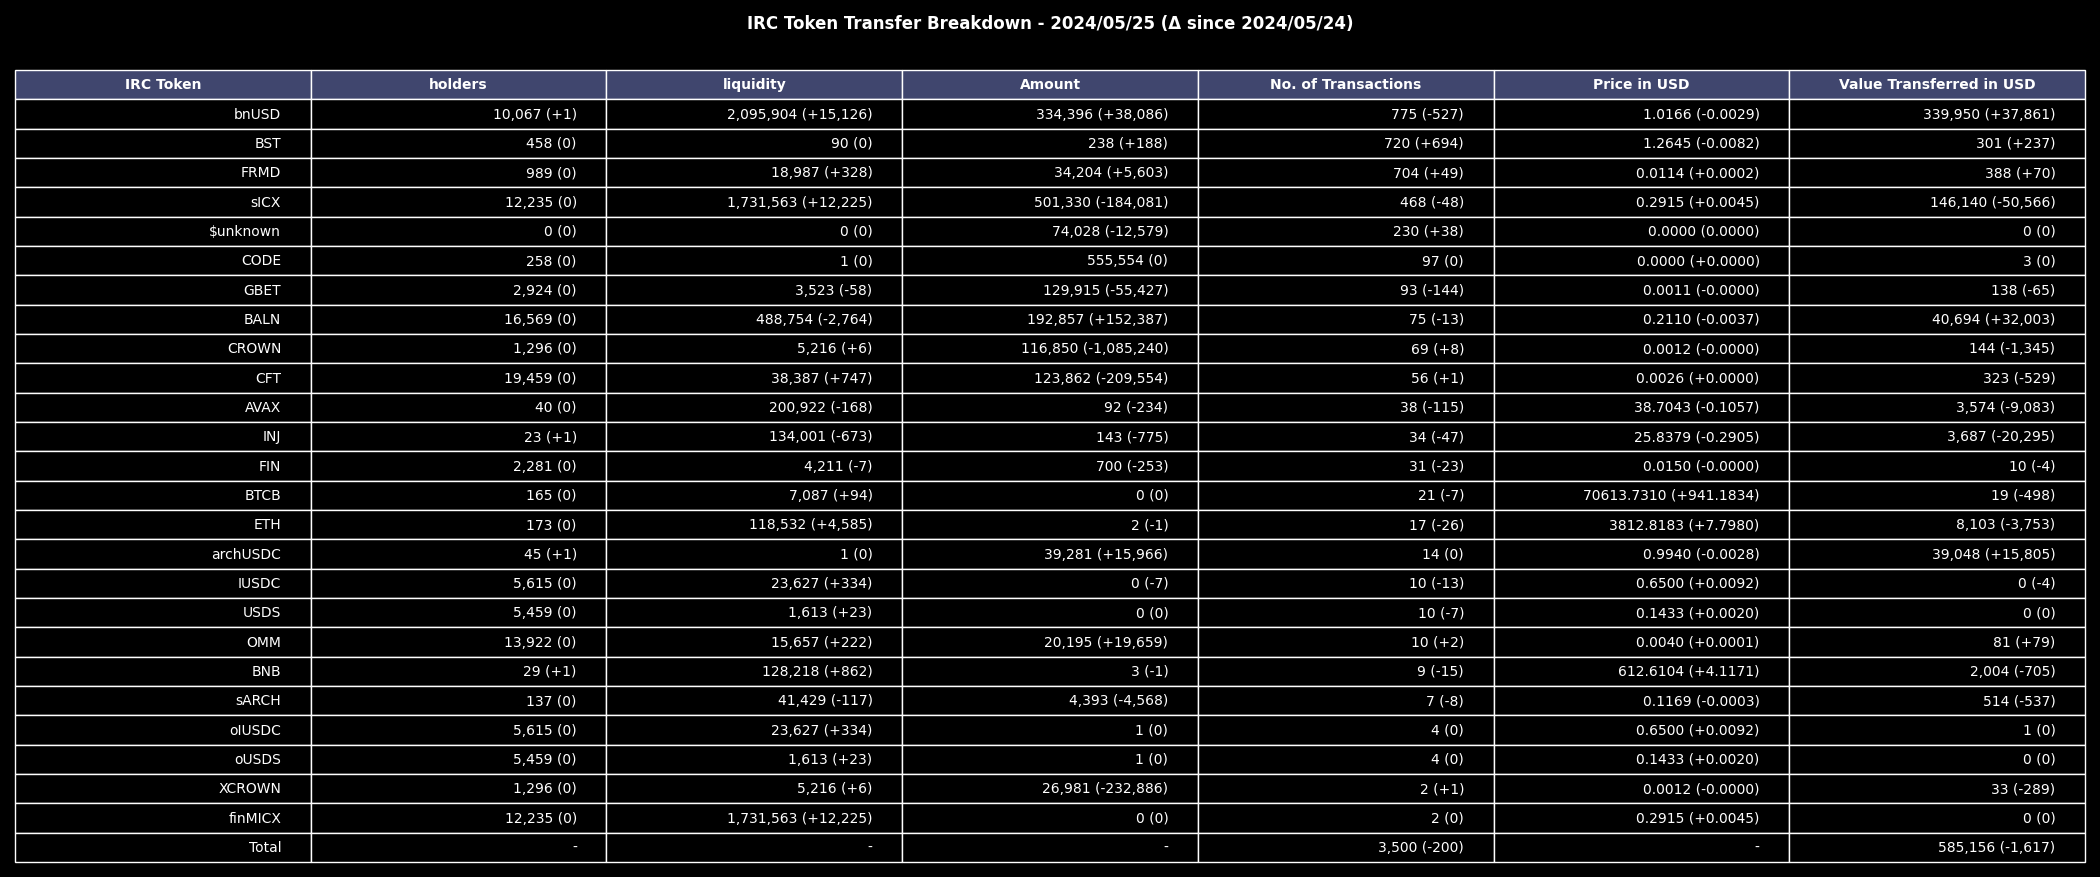 IRC Token Transfer Breakdown - 2024/05/25 (Δ since 2024/05/24)
IRC Token holders liquidity Amount No. of Transactions Price in USD Value Transferred in USD
bnUSD 10,067 (+1) 2,095,904 (+15,126) 334,396 (+38,086) 775 (-527) 1.0166 (-0.0029) 339,950 (+37,861)
BST 458 (0) 90 (0) 238 (+188) 720 (+694) 1.2645 (-0.0082) 301 (+237)
FRMD 989 (0) 18,987 (+328) 34,204 (+5,603) 704 (+49) 0.0114 (+0.0002) 388 (+70)
sICX 12,235 (0) 1,731,563 (+12,225) 501,330 (-184,081) 468 (-48) 0.2915 (+0.0045) 146,140 (-50,566)
$unknown 0 (0) 0 (0) 74,028 (-12,579) 230 (+38) 0.0000 (0.0000) 0 (0)
CODE 258 (0) 1 (0) 555,554 (0) 97 (0) 0.0000 (+0.0000) 3 (0)
GBET 2,924 (0) 3,523 (-58) 129,915 (-55,427) 93 (-144) 0.0011 (-0.0000) 138 (-65)
BALN 16,569 (0) 488,754 (-2,764) 192,857 (+152,387) 75 (-13) 0.2110 (-0.0037) 40,694 (+32,003)
CROWN 1,296 (0) 5,216 (+6) 116,850 (-1,085,240) 69 (+8) 0.0012 (-0.0000) 144 (-1,345)
CFT 19,459 (0) 38,387 (+747) 123,862 (-209,554) 56 (+1) 0.0026 (+0.0000) 323 (-529)
AVAX 40 (0) 200,922 (-168) 92 (-234) 38 (-115) 38.7043 (-0.1057) 3,574 (-9,083)
INJ 23 (+1) 134,001 (-673) 143 (-775) 34 (-47) 25.8379 (-0.2905) 3,687 (-20,295)
FIN 2,281 (0) 4,211 (-7) 700 (-253) 31 (-23) 0.0150 (-0.0000) 10 (-4)
BTCB 165 (0) 7,087 (+94) 0 (0) 21 (-7) 70613.7310 (+941.1834) 19 (-498)
ETH 173 (0) 118,532 (+4,585) 2 (-1) 17 (-26) 3812.8183 (+7.7980) 8,103 (-3,753)
archUSDC 45 (+1) 1 (0) 39,281 (+15,966) 14 (0) 0.9940 (-0.0028) 39,048 (+15,805)
IUSDC 5,615 (0) 23,627 (+334) 0 (-7) 10 (-13) 0.6500 (+0.0092) 0 (-4)
USDS 5,459 (0) 1,613 (+23) 0 (0) 10 (-7) 0.1433 (+0.0020) 0 (0)
OMM 13,922 (0) 15,657 (+222) 20,195 (+19,659) 10 (+2) 0.0040 (+0.0001) 81 (+79)
BNB 29 (+1) 128,218 (+862) 3 (-1) 9 (-15) 612.6104 (+4.1171) 2,004 (-705)
sARCH 137 (0) 41,429 (-117) 4,393 (-4,568) 7 (-8) 0.1169 (-0.0003) 514 (-537)
oIUSDC 5,615 (0) 23,627 (+334) 1 (0) 4 (0) 0.6500 (+0.0092) 1 (0)
oUSDS 5,459 (0) 1,613 (+23) 1 (0) 4 (0) 0.1433 (+0.0020) 0 (0)
XCROWN 1,296 (0) 5,216 (+6) 26,981 (-232,886) 2 (+1) 0.0012 (-0.0000) 33 (-289)
finMICX 12,235 (0) 1,731,563 (+12,225) 0 (0) 2 (0) 0.2915 (+0.0045) 0 (0)
Total - - - 3,500 (-200) - 585,156 (-1,617)